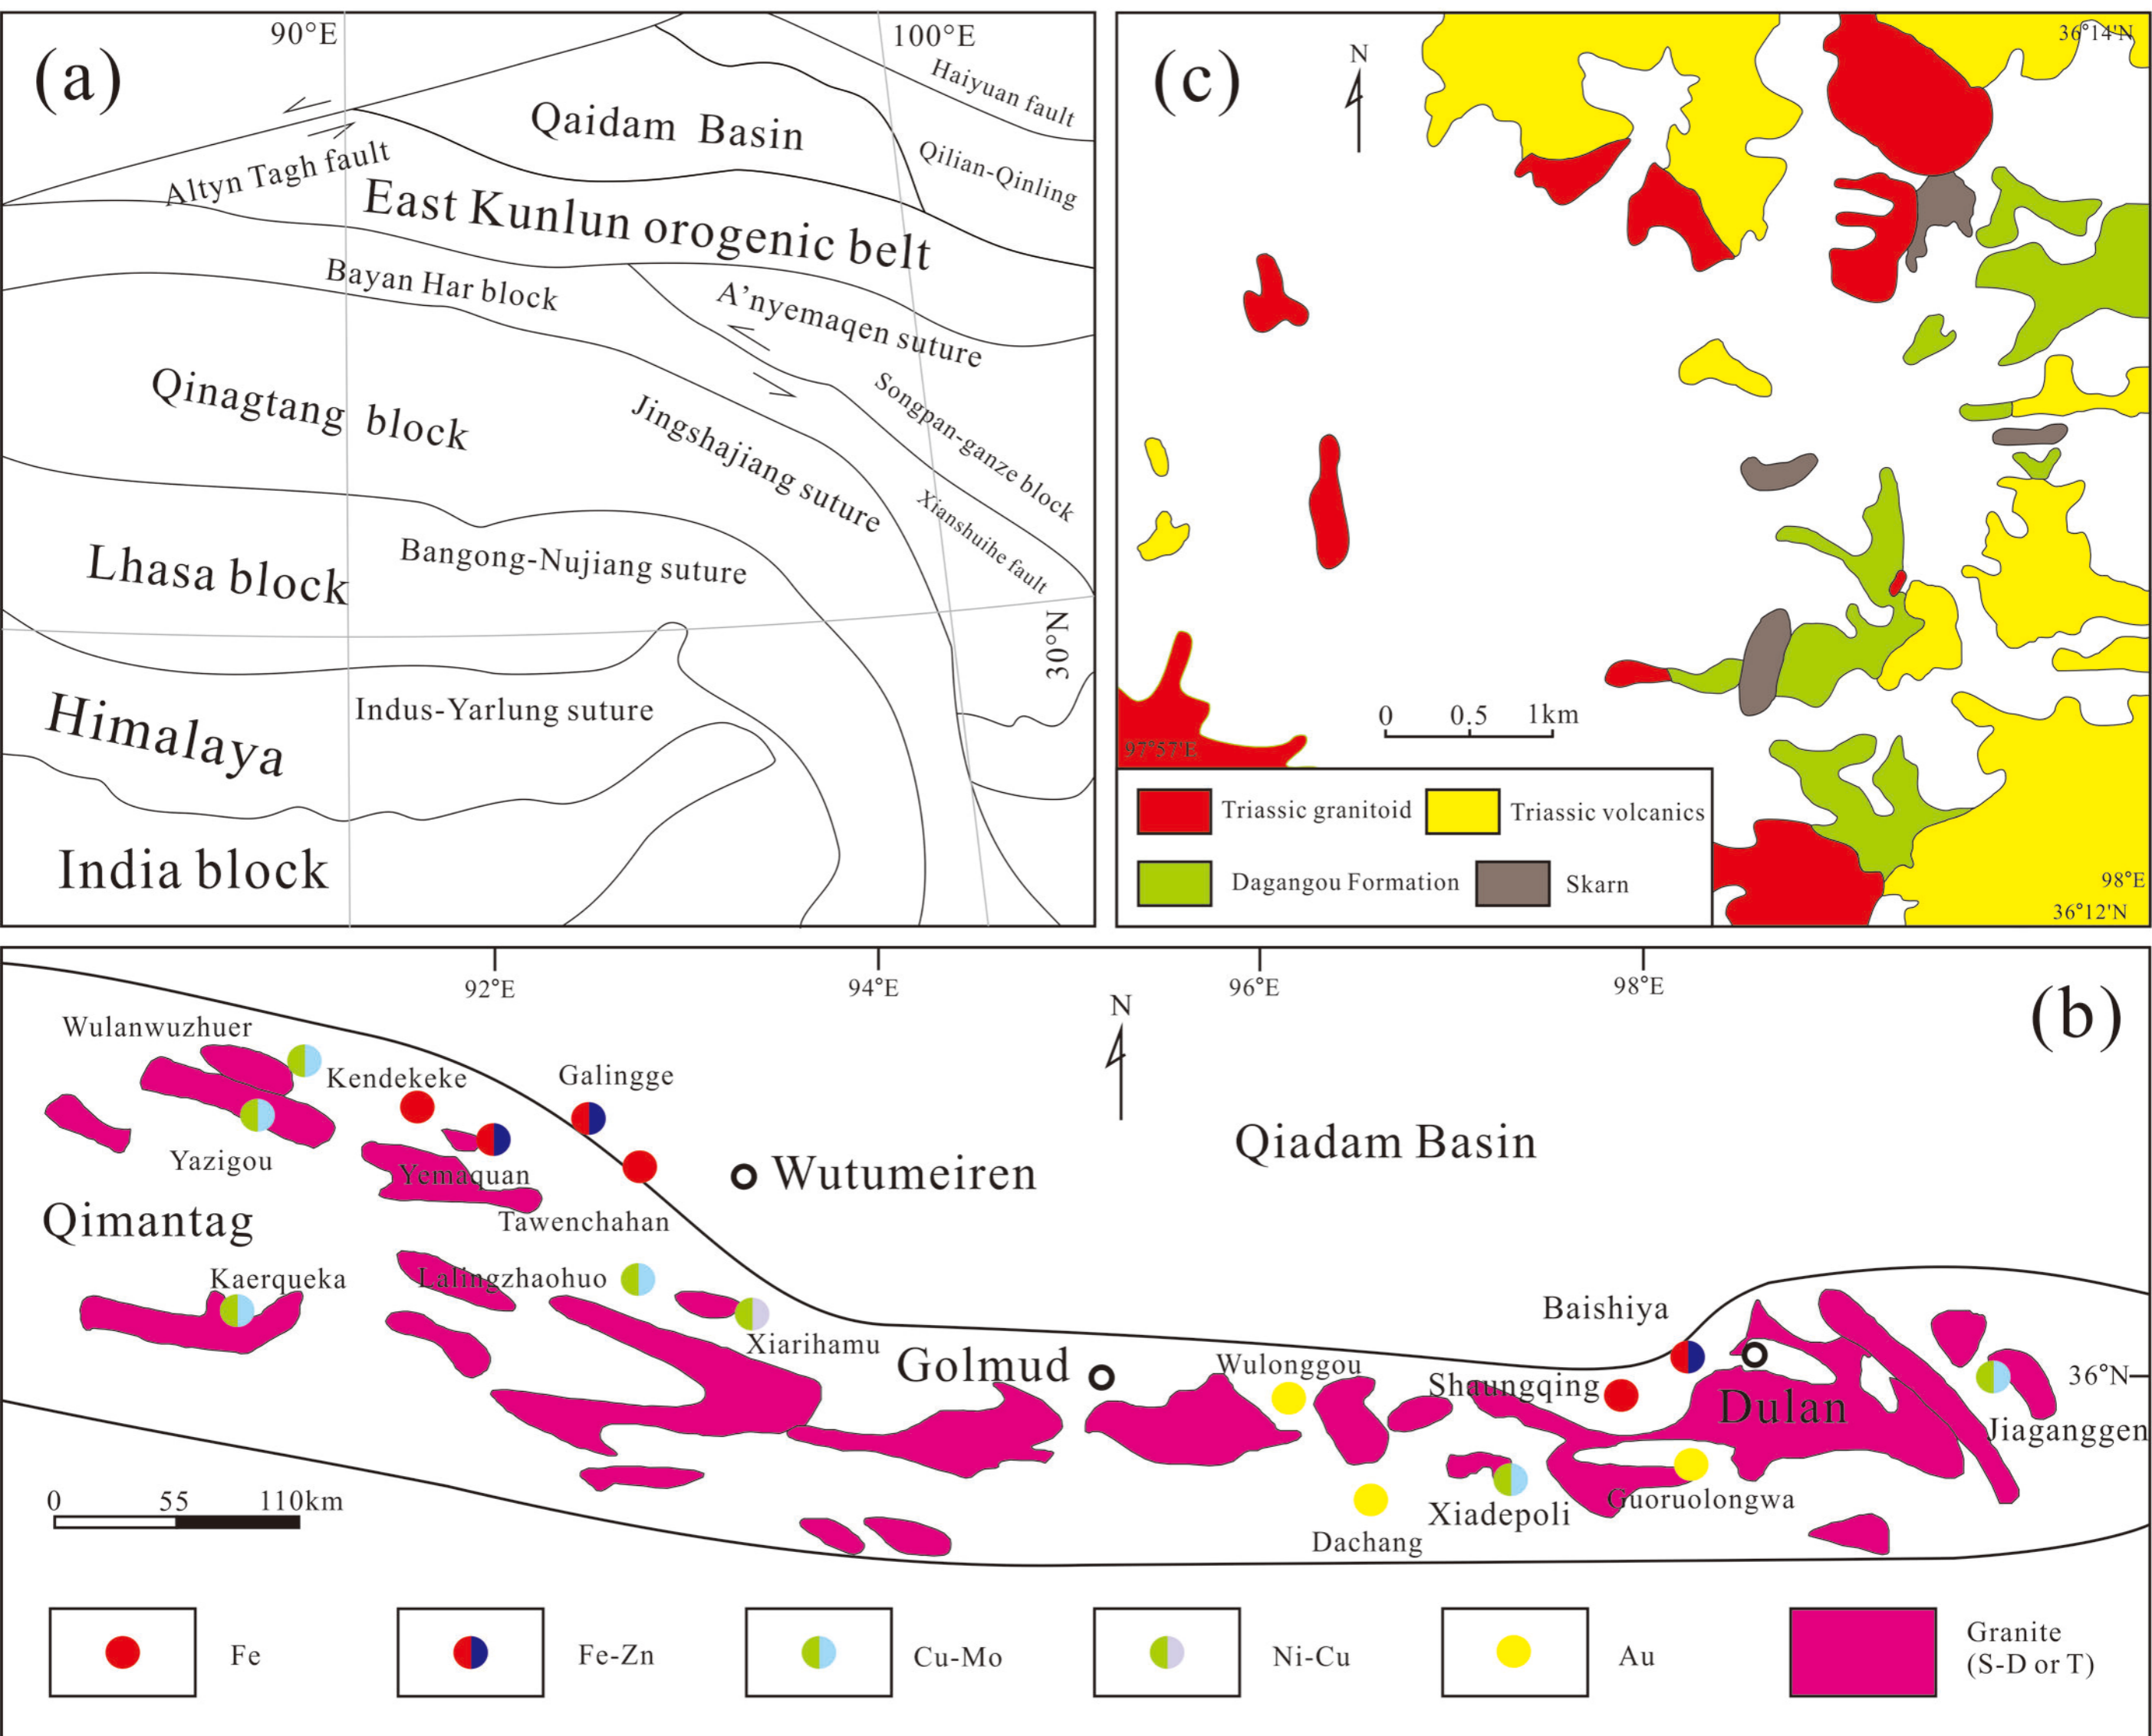 (a)
90°E
100°E
Haiyuan fault
Qaidam Basin
Qilian-Qinling
Altyn Tagh fault
East Kunlun orogenic belt
Bayan Har block
A'nyemaqen suture
Qinagtang block
Jingshajiang suture
Songpan-ganze block
Xianshuihe fault
Lhasa block
Bangong-Nujiang suture
30°N
Himalaya
Indus-Yarlung suture
India block
(c)
N
36°14'N
0 0.5 1km
97°57'E
Triassic granitoid
Triassic volcanics
Dagangou Formation
Skarn
98°E
36°12'N
92°E
94°E
96°E
98°E
(b)
N
Wulanwuzhuer
Kendekeke
Galingge
Qiadam Basin
Yazigou
Yemaquan
Wutumeiren
Qimantag
Tawenchahan
Kaerqueka
Lalingzhaohuo
Xiarihamu
Baishiya
Golmud
Wulonggou
Shaungqing
36°N
Dulan
Jiaganggen
0 55 110km
Dachang
Xiadepoli
Guoruolongwa
Fe
Fe-Zn
Cu-Mo
Ni-Cu
Au
Granite
(S-D or T)